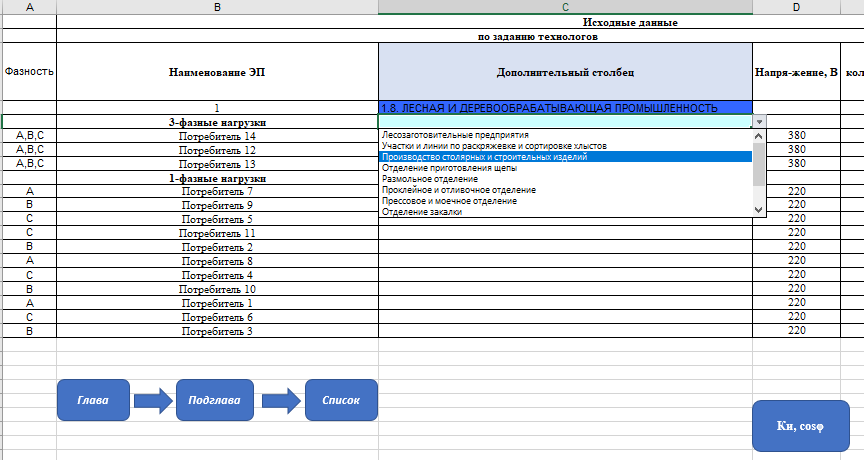 A B C D
Исходные данные
по заданию технологов
Фазность Наименование ЭП Дополнительный столбец Напря-жение, В кол
1 1.8. ЛЕСНАЯ И ДЕРЕВООБРАБАТЫВАЮЩАЯ ПРОМЫШЛЕННОСТЬ
3-фазные нагрузки
A,B,C Потребитель 14 380
A,B,C Потребитель 12 380
A,B,C Потребитель 13 380
Лесозаготовительные предприятия
Участки и линии по раскряжевке и сортировке хлыстов
Производство столярных и строительных изделий
Отделение приготовления щепы
Размольное отделение
Проклейное и отливочное отделение
Прессовое и моечное отделение
Отделение закалки
1-фазные нагрузки
A Потребитель 7 220
B Потребитель 9 220
C Потребитель 5 220
C Потребитель 11 220
B Потребитель 2 220
A Потребитель 8 220
C Потребитель 4 220
B Потребитель 10 220
A Потребитель 1 220
C Потребитель 6 220
B Потребитель 3 220
Глава Подглава Список
Ки, cosφ